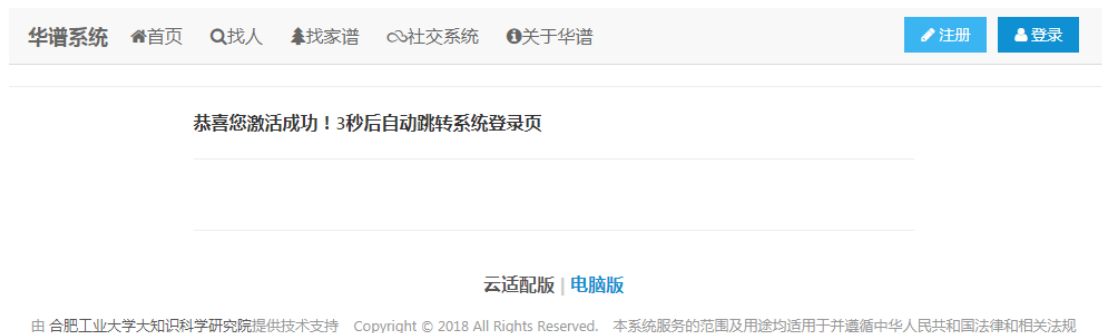 华谱系统 首页 找人 找家谱 社交系统 关于华谱 注册 登录
恭喜您激活成功！3秒后自动跳转系统登录页
云适配版 | 电脑版
由 合肥工业大学大知识科学研究院提供技术支持 Copyright © 2018 All Rights Reserved. 本系统服务的范围及用途均适用于并遵循中华人民共和国法律和相关法规